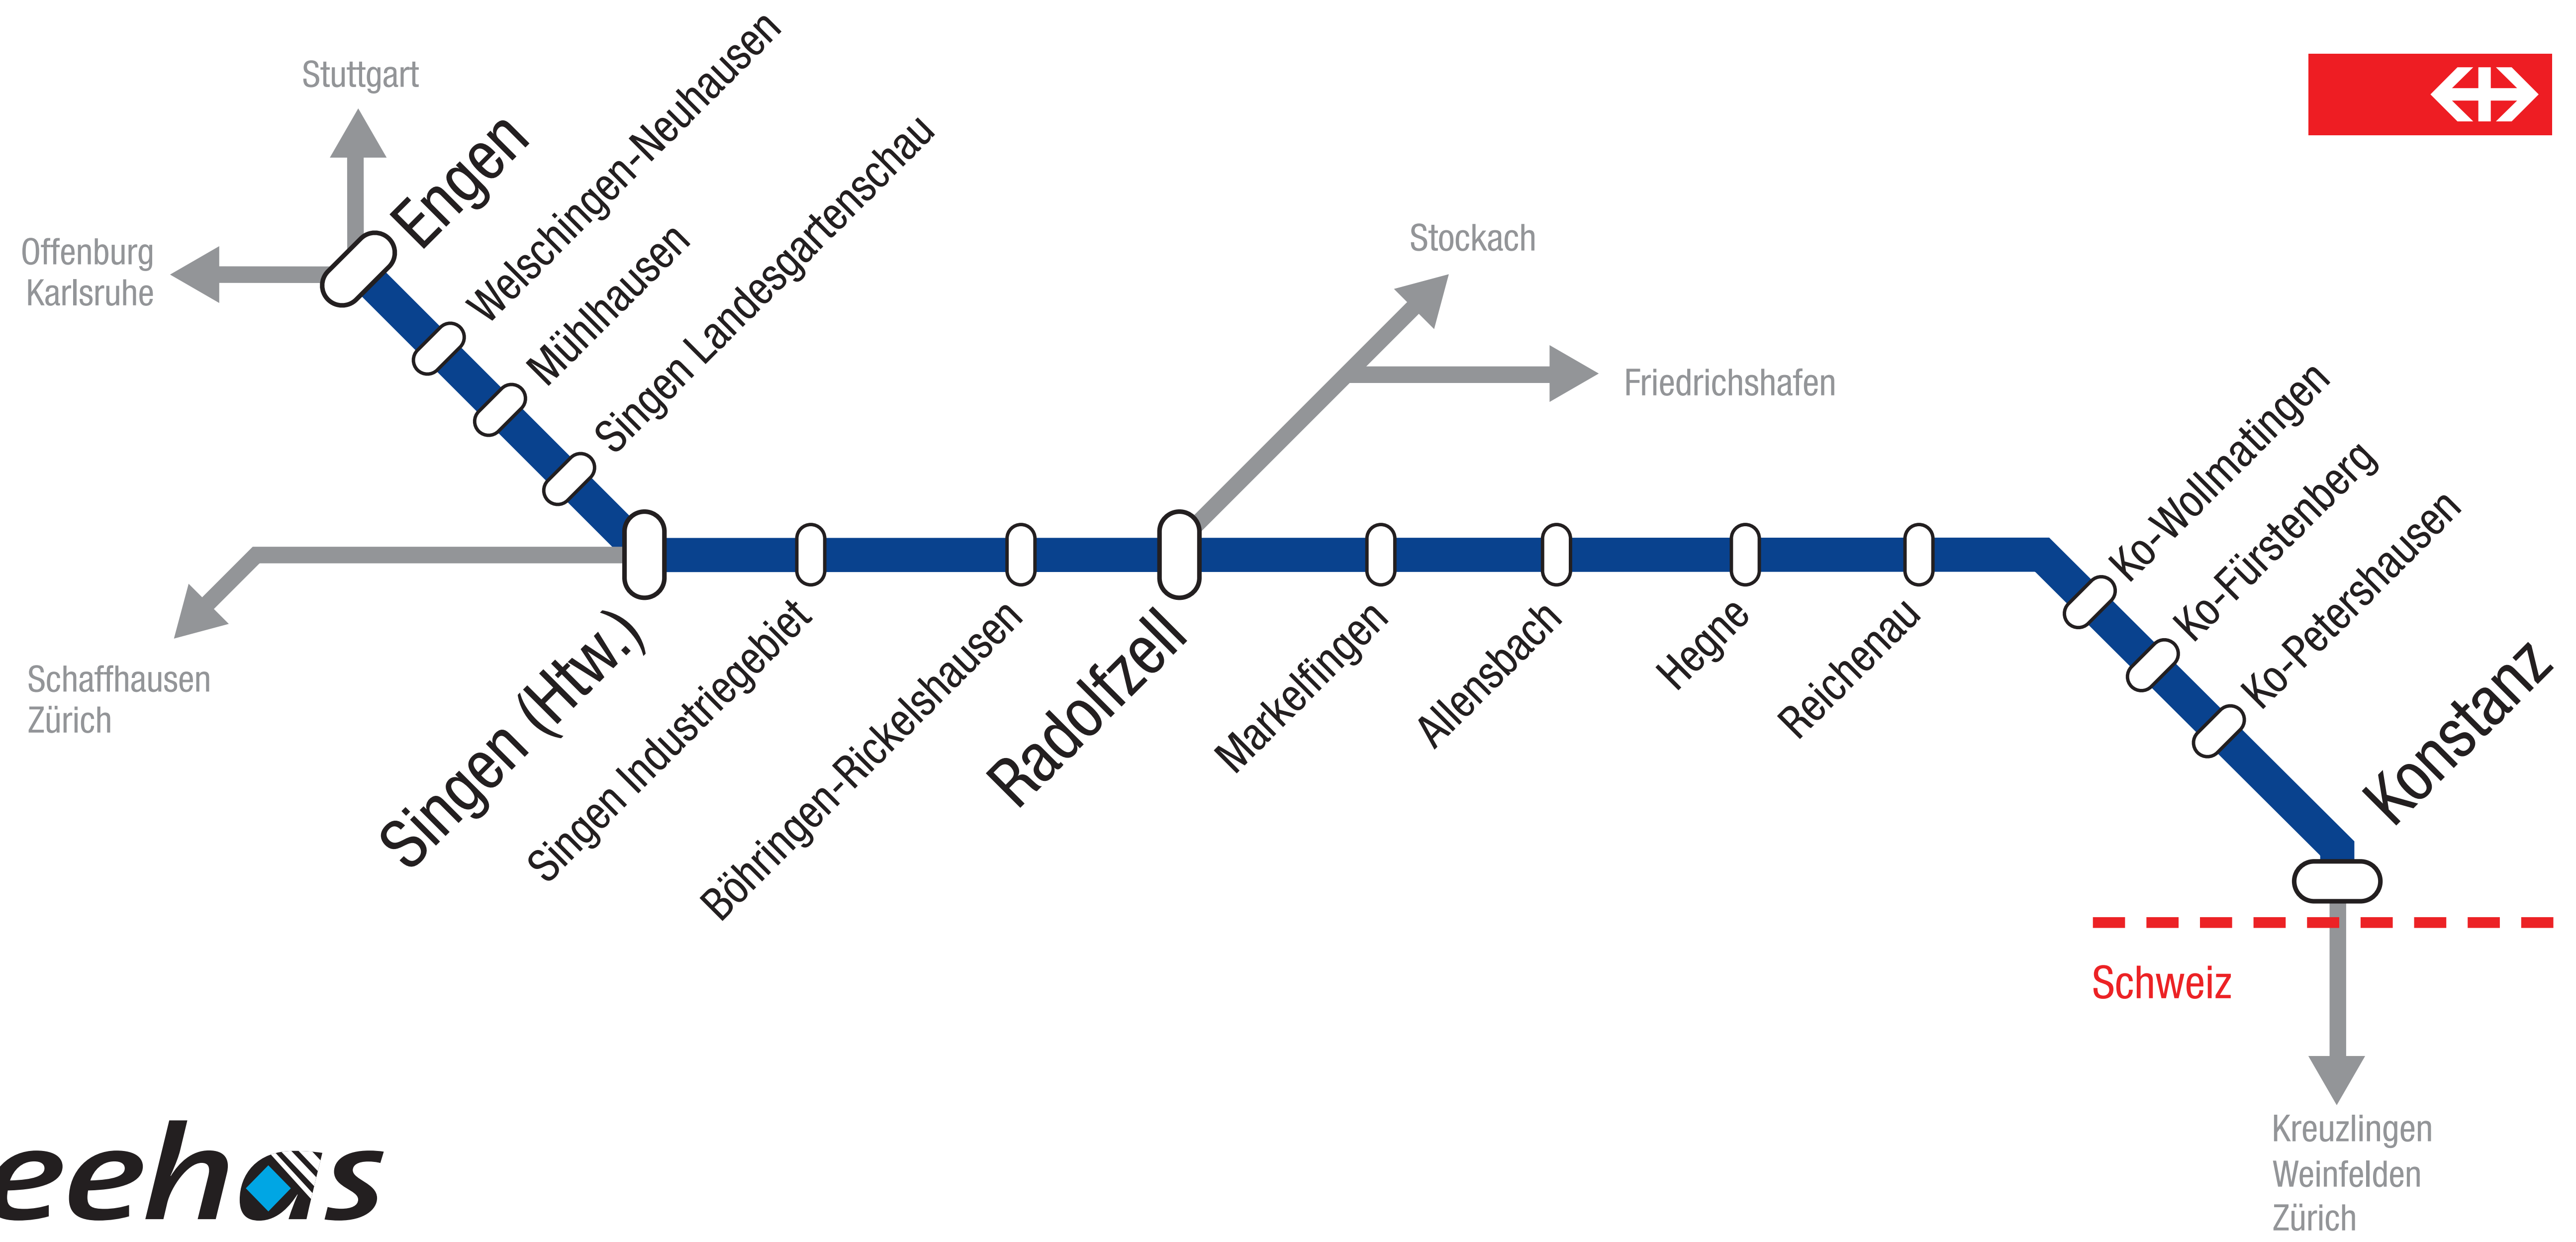 Stuttgart
Offenburg
Karlsruhe
Engen
Welschingen-Neuhausen
Mühlhausen
Singen Landesgartenschau
Schaffhausen
Zürich
Singen (Htw.)
Singen Industriegebiet
Böhringen-Rickelshausen
Radolfzell
Stockach
Friedrichshafen
Markelfingen
Allensbach
Hegne
Reichenau
Ko-Wollmatingen
Ko-Fürstenberg
Ko-Petershausen
Konstanz
Schweiz
Kreuzlingen
Weinfelden
Zürich
eehas